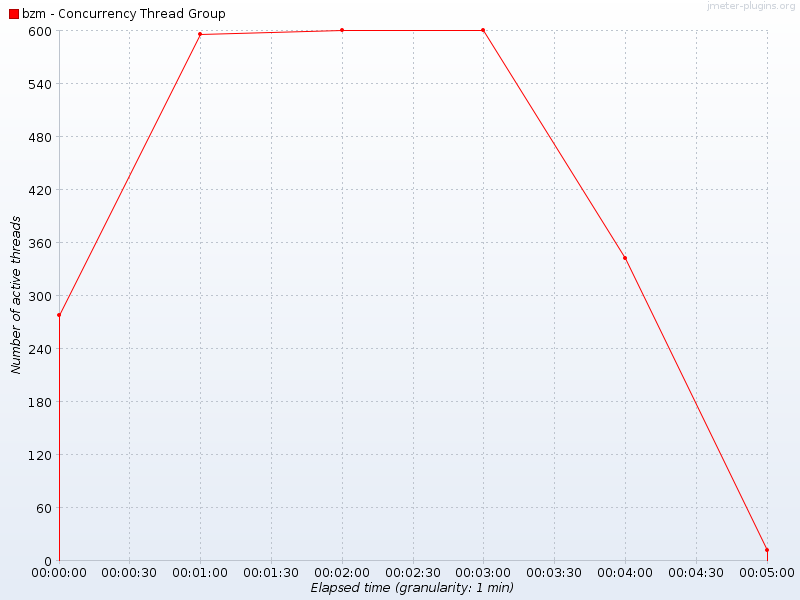 jmeter-plugins.org
bzm - Concurrency Thread Group
600
540
480
420
360
300
240
180
120
60
0
Number of active threads
00:00:00 00:00:30 00:01:00 00:01:30 00:02:00 00:02:30 00:03:00 00:03:30 00:04:00 00:04:30 00:05:00
Elapsed time (granularity: 1 min)